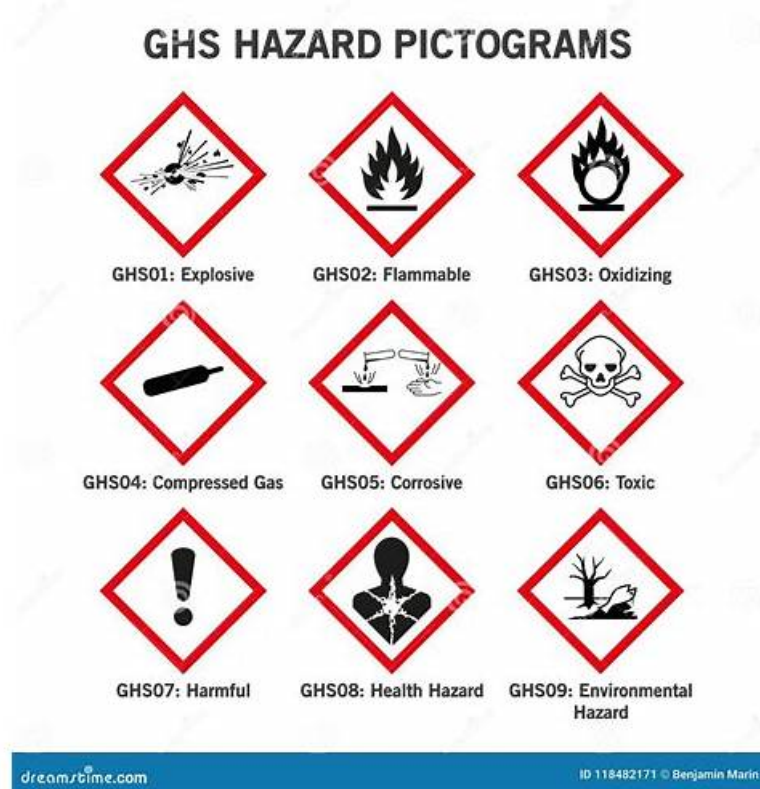 GHS HAZARD PICTOGRAMS
GHS01: Explosive
GHS02: Flammable
GHS03: Oxidizing
GHS04: Compressed Gas
GHS05: Corrosive
GHS06: Toxic
GHS07: Harmful
GHS08: Health Hazard
GHS09: Environmental
Hazard
dreamstime.com
ID 118482171 © Benjamin Marin